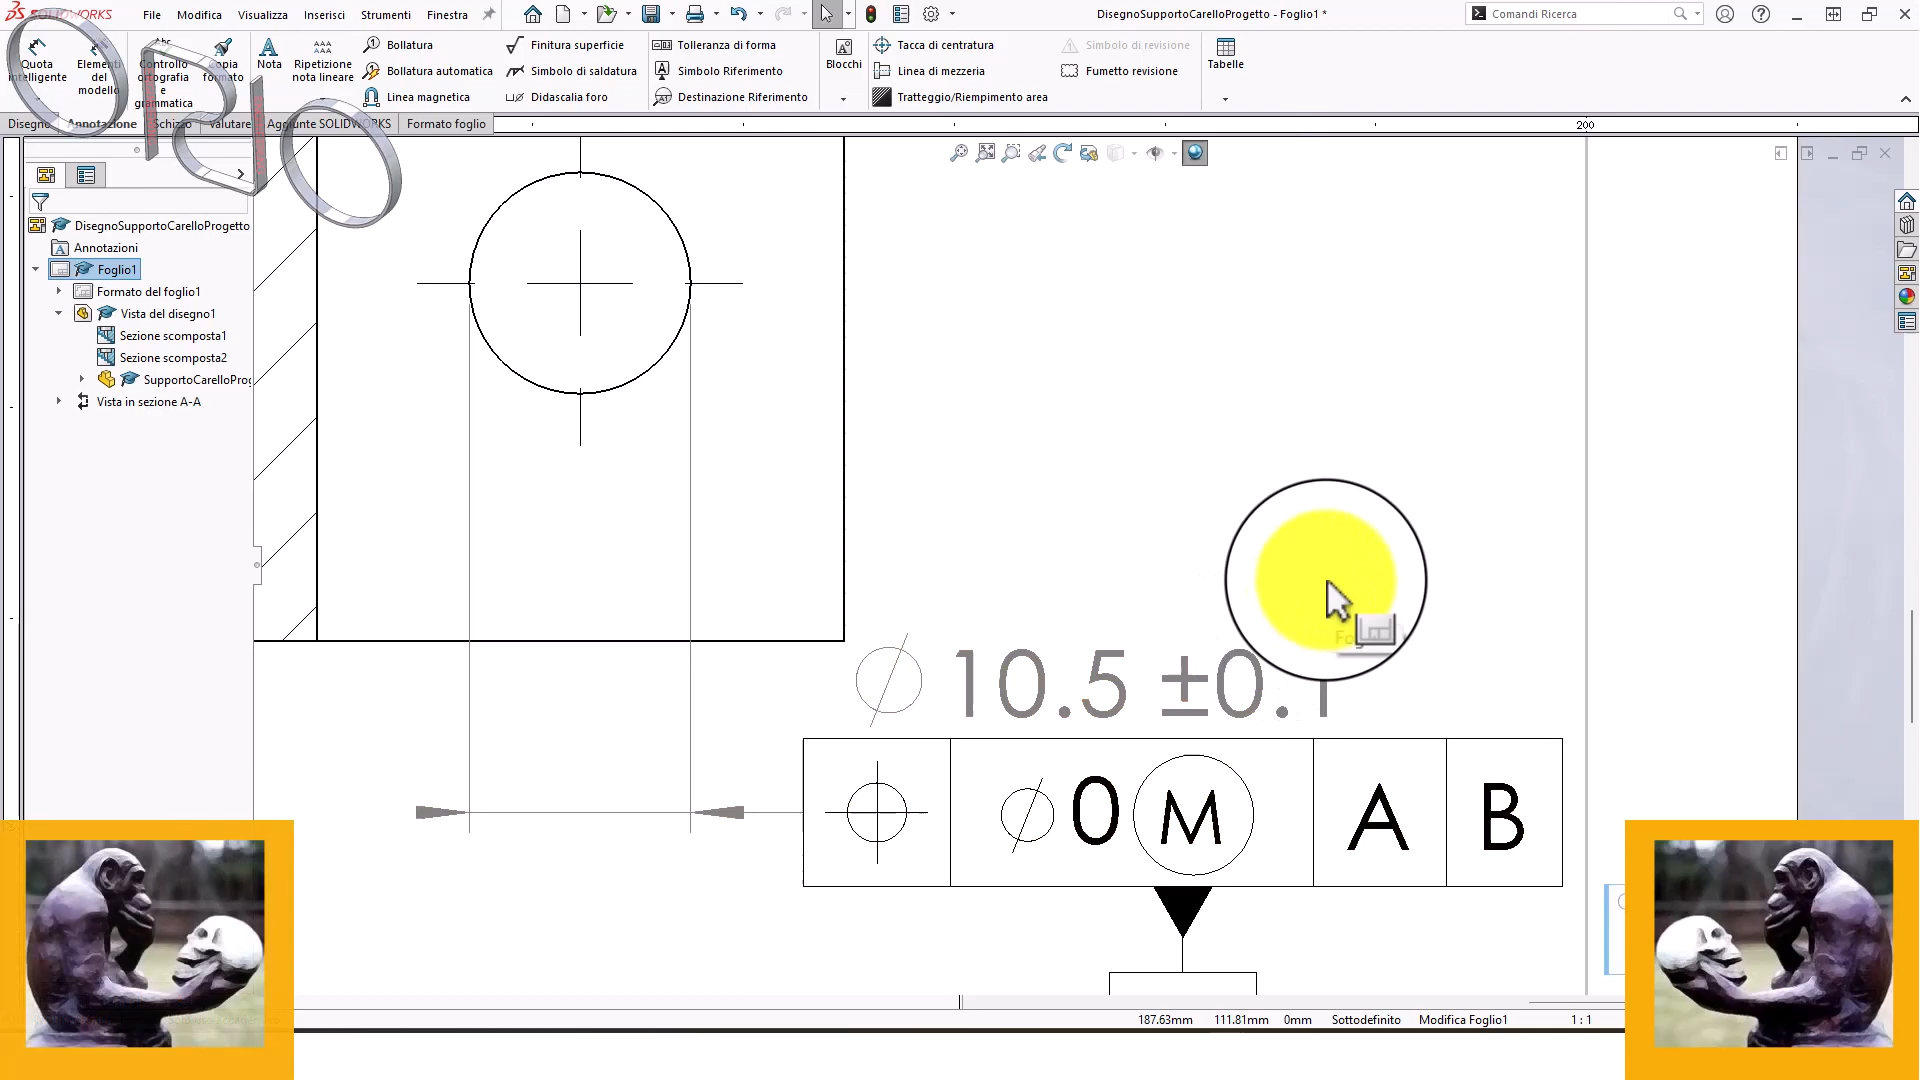 SOLIDWORKS File Modifica Visualizza Inserisci Strumenti Finestra DisegnoSupportoCarelloProgetto - Foglio1 * Comandi Ricerca
Quota intelligente
Elementi del modello
Controllo ortografia e grammatica
Copia formato
Nota
Ripetizione nota lineare
Bollatura
Bollatura automatica
Linea magnetica
Finitura superficie
Simbolo di saldatura
Didascalia foro
Tolleranza di forma
Simbolo Riferimento
Destinazione Riferimento
Blocchi
Tacca di centratura
Linea di mezzeria
Tratteggio/Riempimento area
Simbolo di revisione
Fumetto revisione
Tabelle
Disegno Annotazione Schizzo Valutare Aggiunte SOLIDWORKS Formato foglio
200
ORIO
DisegnoSupportoCarelloProgetto
Annotazioni
Foglio1
Formato del foglio1
Vista del disegno1
Sezione scomposta1
Sezione scomposta2
SupportoCarelloProg
Vista in sezione A-A
∅ 10.5 ±0.1
⌖ ∅0 Ⓜ A B
187.63mm 111.81mm 0mm Sottodefinito Modifica Foglio1 1 : 1